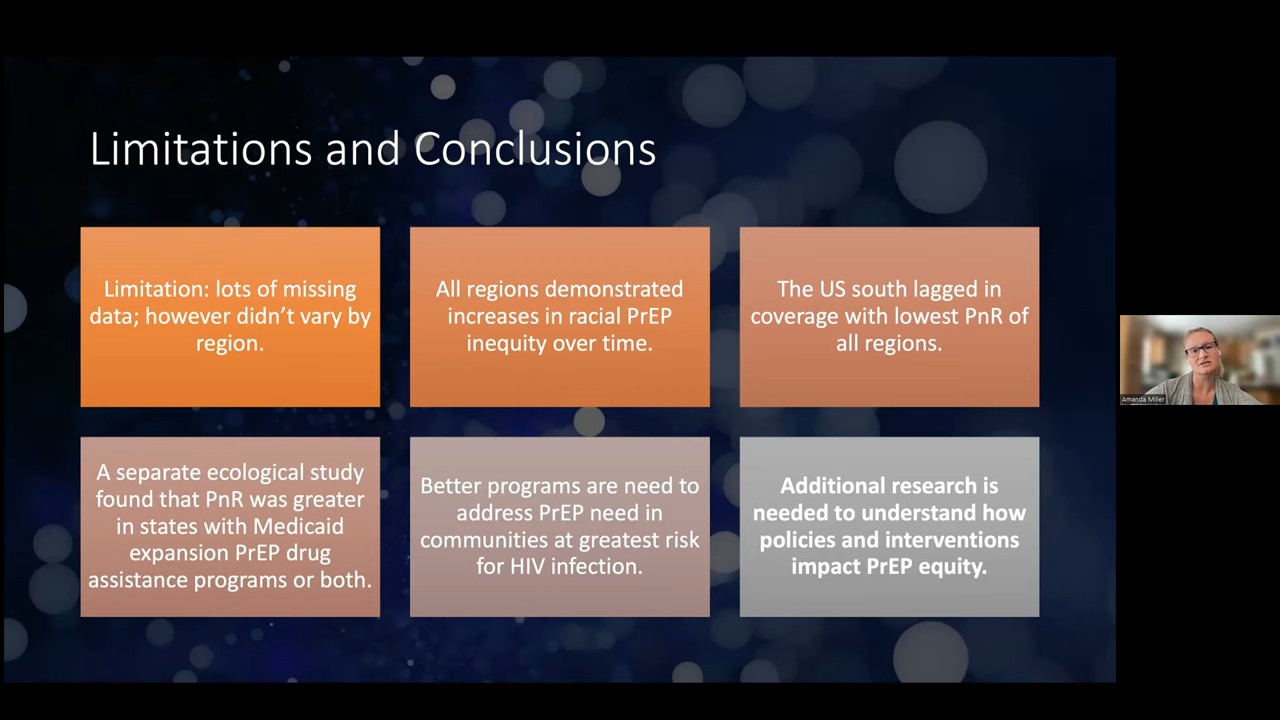 Limitations and Conclusions
Limitation: lots of missing
data; however didn't vary by
region.
All regions demonstrated
increases in racial PrEP
inequity over time.
The US south lagged in
coverage with lowest PnR of
all regions.
A separate ecological study
found that PnR was greater
in states with Medicaid
expansion PrEP drug
assistance programs or both.
Better programs are need to
address PrEP need in
communities at greatest risk
for HIV infection.
Additional research is
needed to understand how
policies and interventions
impact PrEP equity.
Amanda Miller